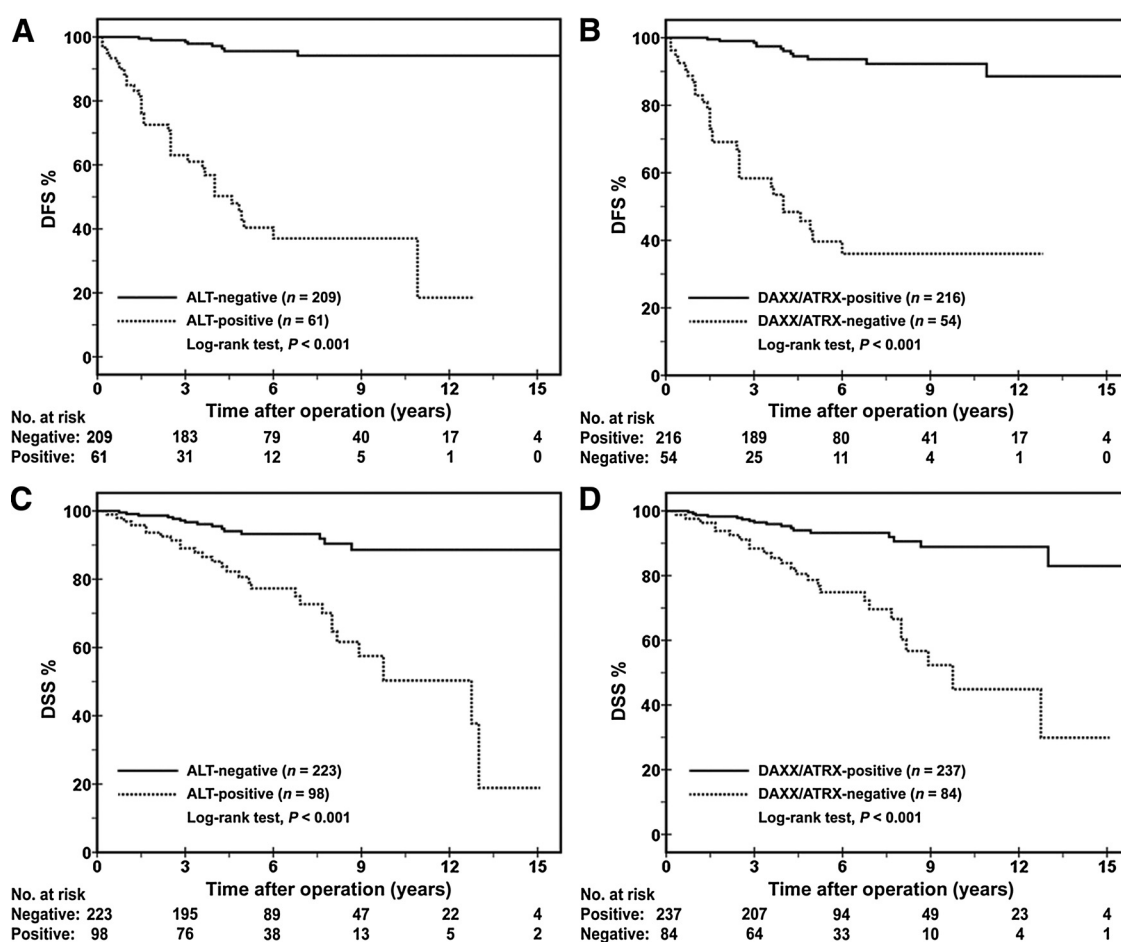 A
100
80
60
40
20
0
DFS %
ALT-negative (n = 209)
ALT-positive (n = 61)
Log-rank test, P < 0.001
0 3 6 9 12 15
Time after operation (years)
No. at risk
Negative: 209 183 79 40 17 4
Positive: 61 31 12 5 1 0
B
100
80
60
40
20
0
DFS %
DAXX/ATRX-positive (n = 216)
DAXX/ATRX-negative (n = 54)
Log-rank test, P < 0.001
0 3 6 9 12 15
Time after operation (years)
No. at risk
Positive: 216 189 80 41 17 4
Negative: 54 25 11 4 1 0
C
100
80
60
40
20
0
DSS %
ALT-negative (n = 223)
ALT-positive (n = 98)
Log-rank test, P < 0.001
0 3 6 9 12 15
Time after operation (years)
No. at risk
Negative: 223 195 89 47 22 4
Positive: 98 76 38 13 5 2
D
100
80
60
40
20
0
DSS %
DAXX/ATRX-positive (n = 237)
DAXX/ATRX-negative (n = 84)
Log-rank test, P < 0.001
0 3 6 9 12 15
Time after operation (years)
No. at risk
Positive: 237 207 94 49 23 4
Negative: 84 64 33 10 4 1